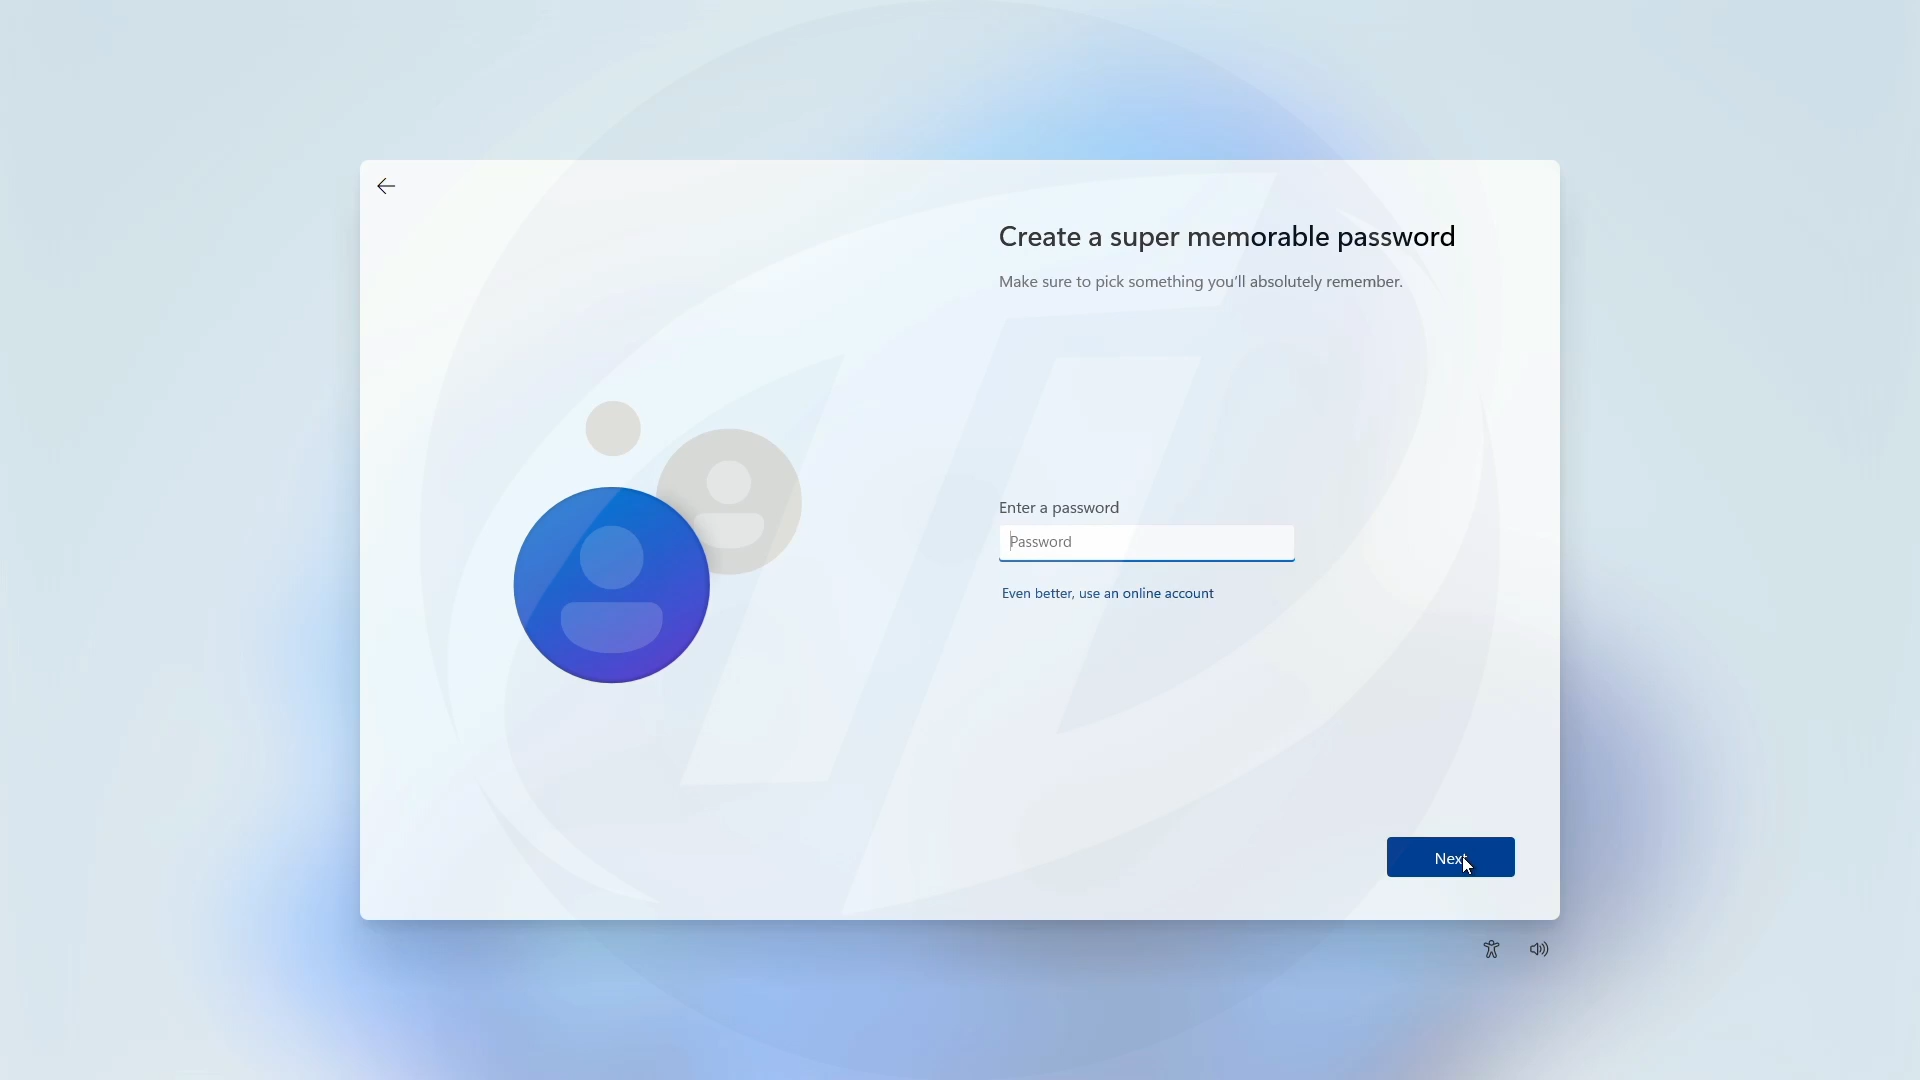 Create a super memorable password
Make sure to pick something you'll absolutely remember.
Enter a password
Password
Even better, use an online account
Next